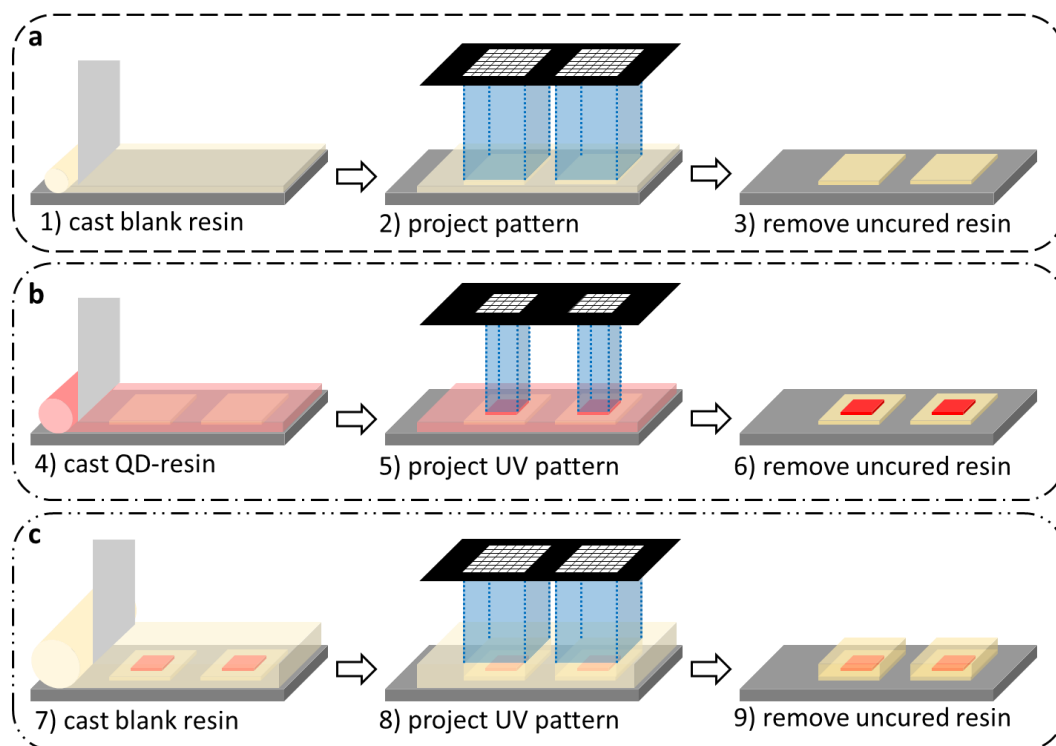 a
1) cast blank resin
2) project pattern
3) remove uncured resin
b
4) cast QD-resin
5) project UV pattern
6) remove uncured resin
c
7) cast blank resin
8) project UV pattern
9) remove uncured resin